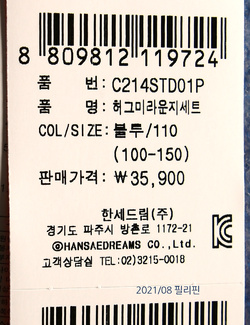 8 809812 119724
품 번: C214STD01P
품 명: 허그미라운지세트
COL/SIZE: 블루/110
(100-150)
판매가격: ₩35,900
한세드림(주)
경기도 파주시 방촌로 1172-21
ⓒHANSAEDREAMS CO.,Ltd.
고객상담실 TEL:02)3215-0018
2021/08 필리핀